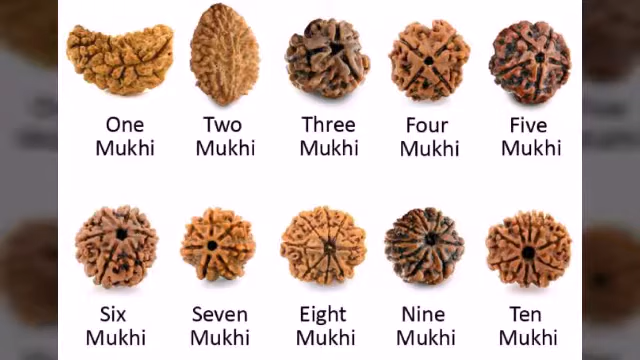 One Mukhi
Two Mukhi
Three Mukhi
Four Mukhi
Five Mukhi
Six Mukhi
Seven Mukhi
Eight Mukhi
Nine Mukhi
Ten Mukhi